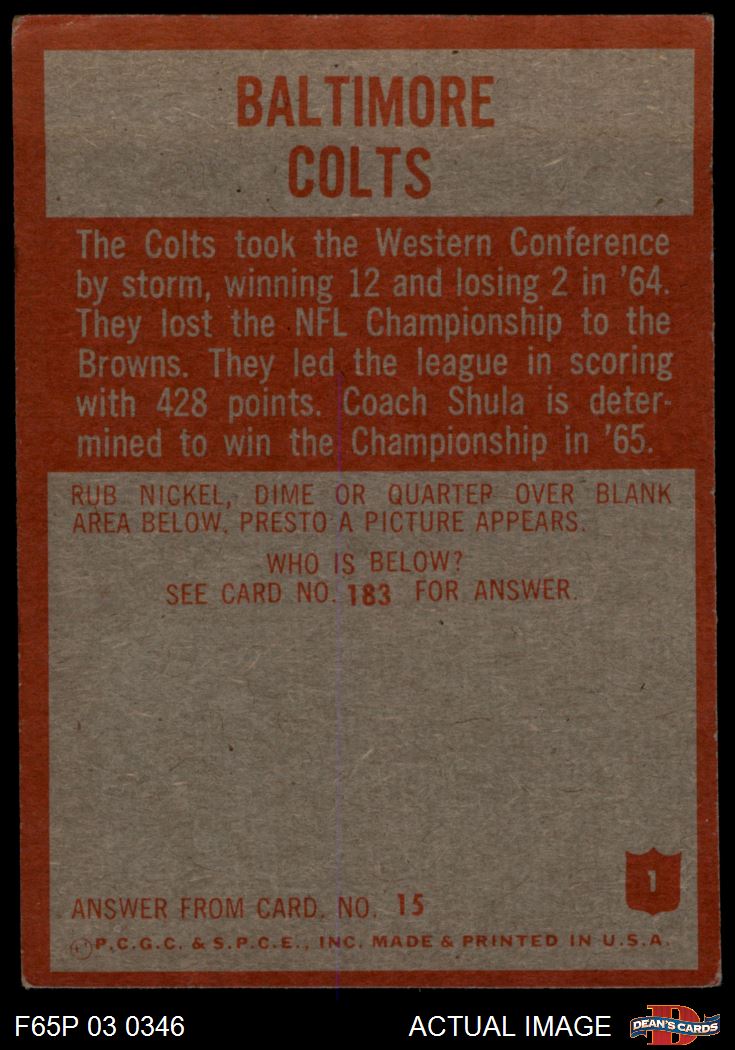 BALTIMORE
COLTS
The Colts took the Western Conference
by storm, winning 12 and losing 2 in '64.
They lost the NFL Championship to the
Browns. They led the league in scoring
with 428 points. Coach Shula is deter-
mined to win the Championship in '65.
RUB NICKEL, DIME OR QUARTER OVER BLANK
AREA BELOW, PRESTO A PICTURE APPEARS.
WHO IS BELOW?
SEE CARD NO. 183 FOR ANSWER.
1
ANSWER FROM CARD. NO. 15
©P.C.G.C. & S.P.C.E., INC. MADE & PRINTED IN U.S.A.
F65P 03 0346 ACTUAL IMAGE D DEAN'S CARDS